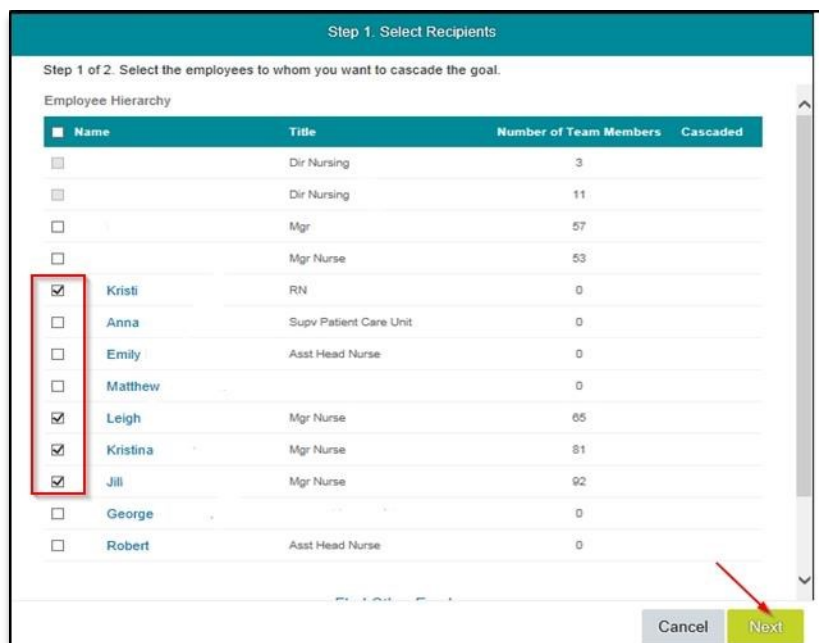 Step 1. Select Recipients
Step 1 of 2. Select the employees to whom you want to cascade the goal.
Employee Hierarchy
Name Title Number of Team Members Cascaded
Dir Nursing 3
Dir Nursing 11
Mgr 57
Mgr Nurse 53
Kristi RN 0
Anna Supv Patient Care Unit 0
Emily Asst Head Nurse 0
Matthew 0
Leigh Mgr Nurse 65
Kristina Mgr Nurse 81
Jill Mgr Nurse 92
George 0
Robert Asst Head Nurse 0
Cancel Next